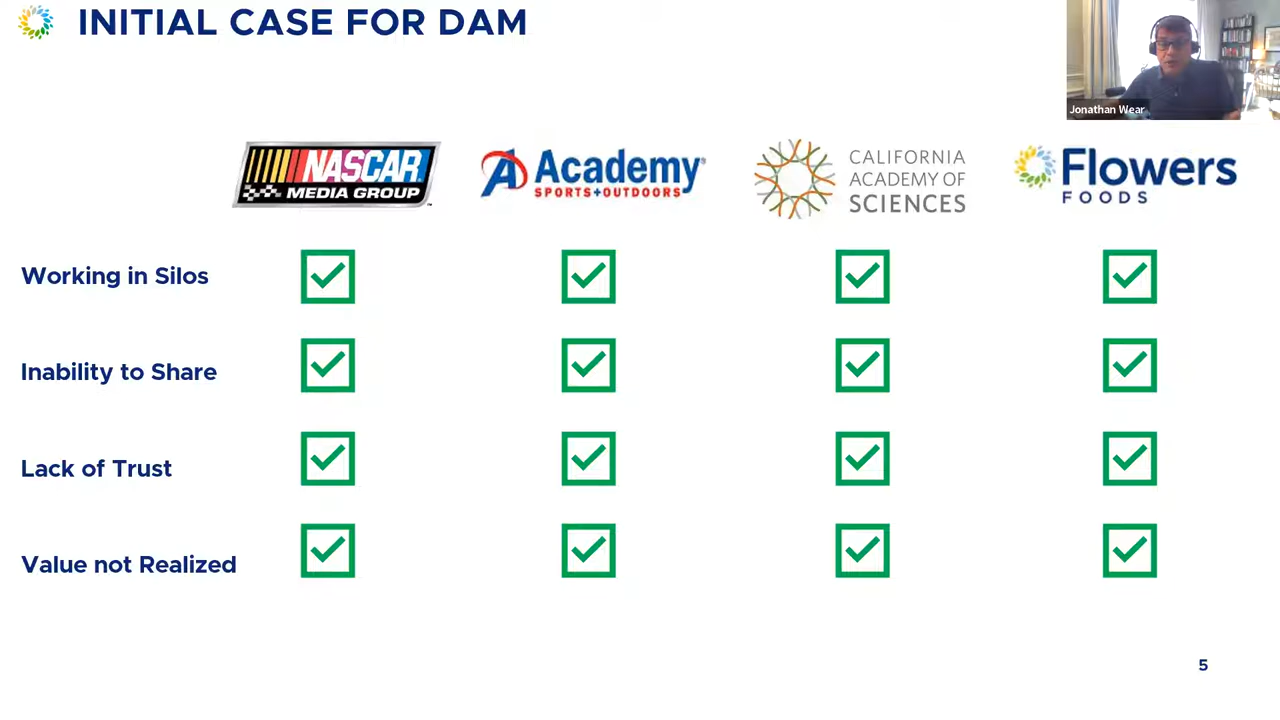 INITIAL CASE FOR DAM
Jonathan Wear
NASCAR
MEDIA GROUP
Academy
SPORTS+OUTDOORS
CALIFORNIA
ACADEMY OF
SCIENCES
Flowers
FOODS
Working in Silos
Inability to Share
Lack of Trust
Value not Realized
5